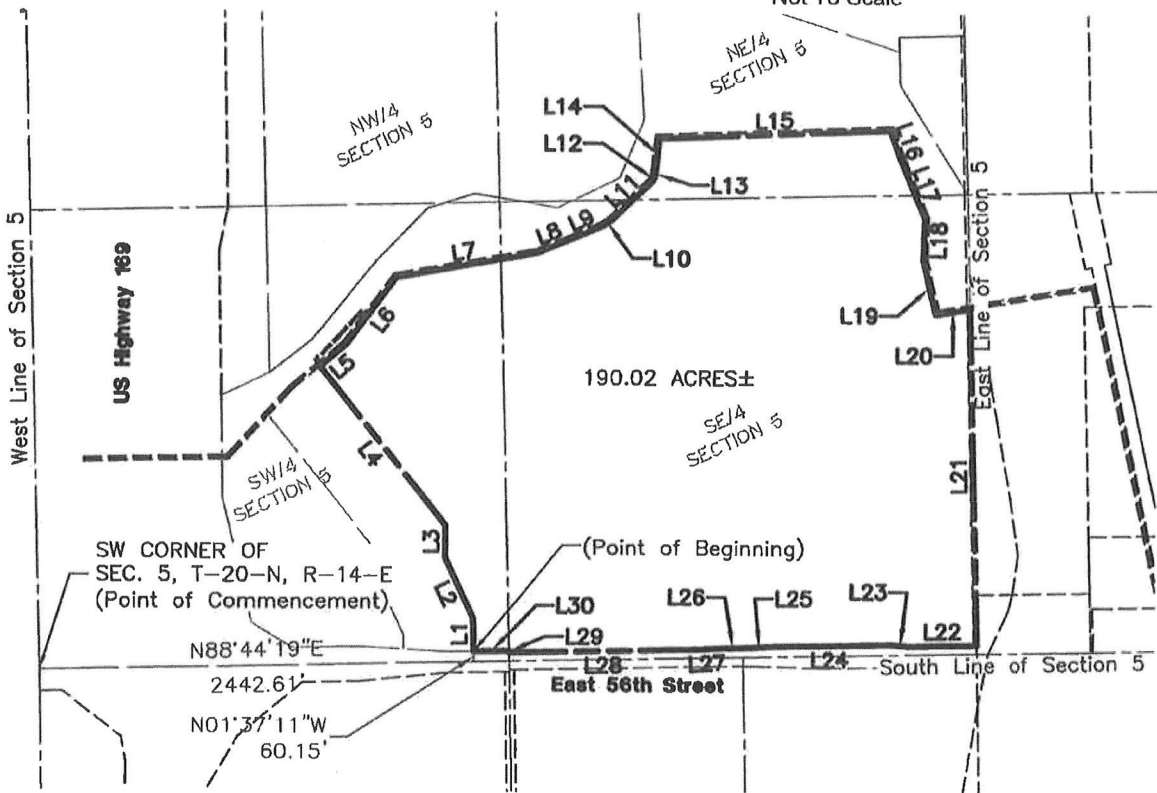 Not To Scale
NE/4
SECTION 5
NW/4
SECTION 5
L14
L15
L12
L16
L17
L13
L11
L9
L8
L10
L7
L18
L6
L19
L20
L5
West Line of Section 5
US Highway 169
East Line of Section 5
190.02 ACRES±
SE/4
SECTION 5
L4
SW/4
SECTION 5
L21
L3
SW CORNER OF
SEC. 5, T-20-N, R-14-E
(Point of Commencement)
(Point of Beginning)
L2
L1
L30
L29
L26
L25
L23
L22
N88°44'19"E
2442.61'
L28
L27
L24
South Line of Section 5
East 56th Street
N01°37'11"W
60.15'